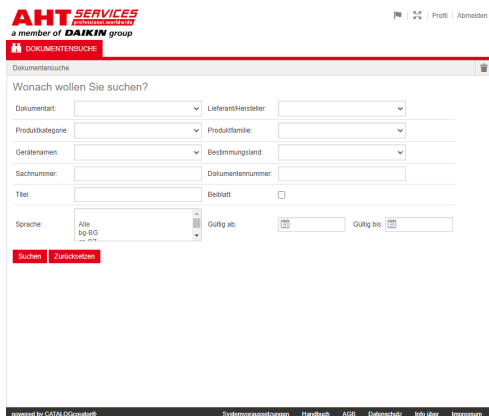 AHT SERVICES
professional.worldwide
a member of DAIKIN group
Profil Abmelden
DOKUMENTENSUCHE
Dokumentensuche
Wonach wollen Sie suchen?
Dokumentart: Lieferant/Hersteller:
Produktkategorie: Produktfamilie:
Gerätenamen: Bestimmungsland:
Sachnummer: Dokumentennummer:
Titel: Beiblatt:
Sprache: Alle Gültig ab: Gültig bis:
bg-BG
Suchen Zurücksetzen
powered by CATALOGcreator® Systemvoraussetzungen Handbuch AGB Datenschutz Info über Impressum